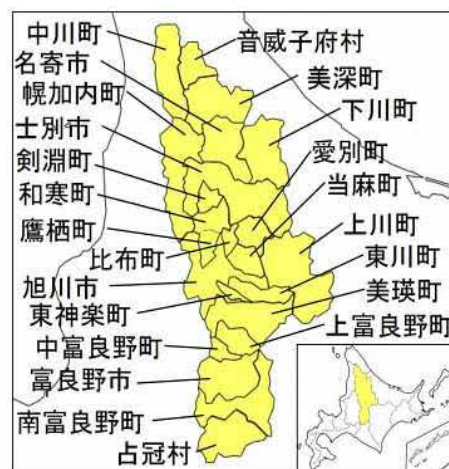 中川町
音威子府村
名寄市
美深町
幌加内町
下川町
士別市
愛別町
剣淵町
当麻町
和寒町
上川町
鷹栖町
東川町
比布町
旭川市
美瑛町
東神楽町
上富良野町
中富良野町
富良野市
南富良野町
占冠村